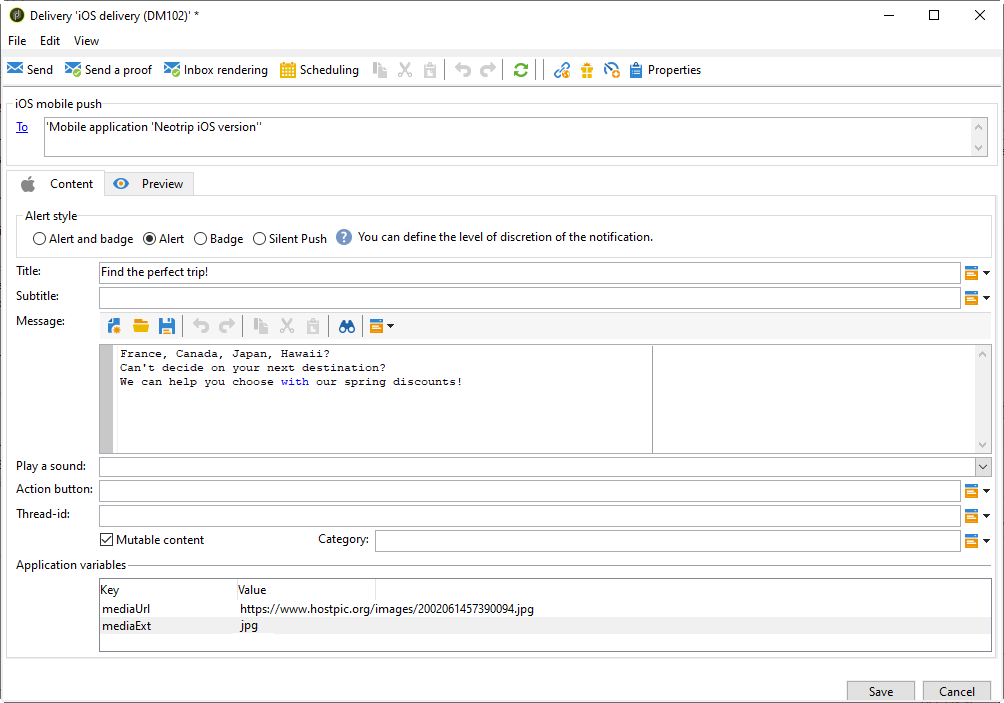 Delivery 'iOS delivery (DM102)' *
File Edit View
Send Send a proof Inbox rendering Scheduling Properties
iOS mobile push
To 'Mobile application 'Neotrip iOS version''
Content Preview
Alert style
Alert and badge Alert Badge Silent Push ? You can define the level of discretion of the notification.
Title: Find the perfect trip!
Subtitle:
Message:
France, Canada, Japan, Hawaii?
Can't decide on your next destination?
We can help you choose with our spring discounts!
Play a sound:
Action button:
Thread-id:
Mutable content Category:
Application variables
Key Value
mediaUrl https://www.hostpic.org/images/2002061457390094.jpg
mediaExt jpg
Save Cancel